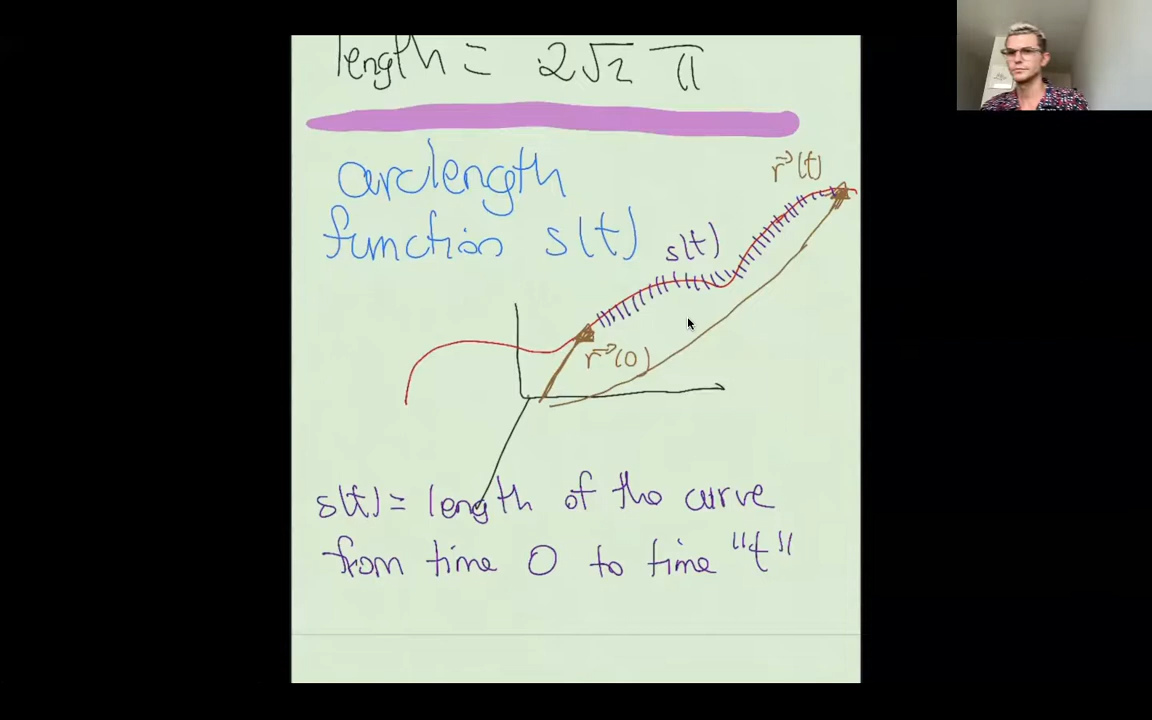 length = 2√2 π
arclength
function s(t)
r⃗(t)
s(t)
r⃗(0)
s(t) = length of the curve
from time 0 to time "t"